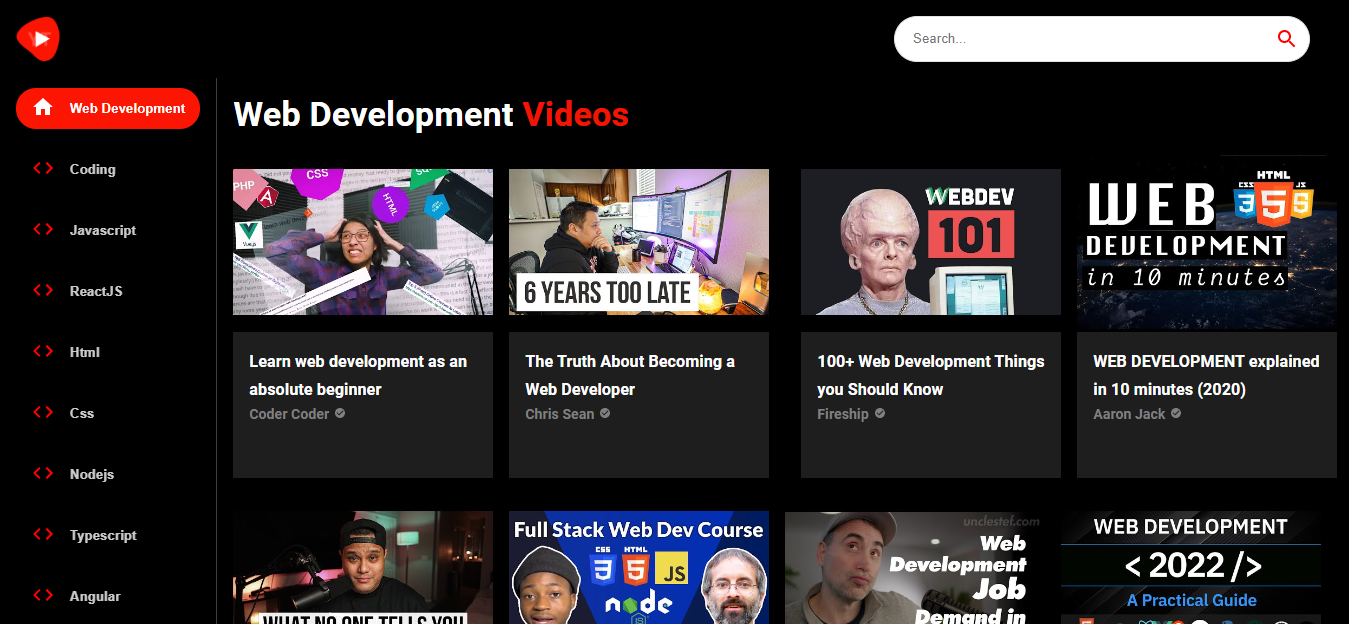 Search...
Web Development
Coding
Javascript
ReactJS
Html
Css
Nodejs
Typescript
Angular
Web Development Videos
PHP
CSS
HTML
6 YEARS TOO LATE
WEBDEV
101
HTML
CSS
JS
WEB
DEVELOPMENT
in 10 minutes
Learn web development as an
absolute beginner
Coder Coder
The Truth About Becoming a
Web Developer
Chris Sean
100+ Web Development Things
you Should Know
Fireship
WEB DEVELOPMENT explained
in 10 minutes (2020)
Aaron Jack
WHAT NO ONE TELLS YOU
Full Stack Web Dev Course
CSS
HTML
JS
node
JS
unclestef.com
Web
Development
Job
Demand in
WEB DEVELOPMENT
< 2022 />
A Practical Guide